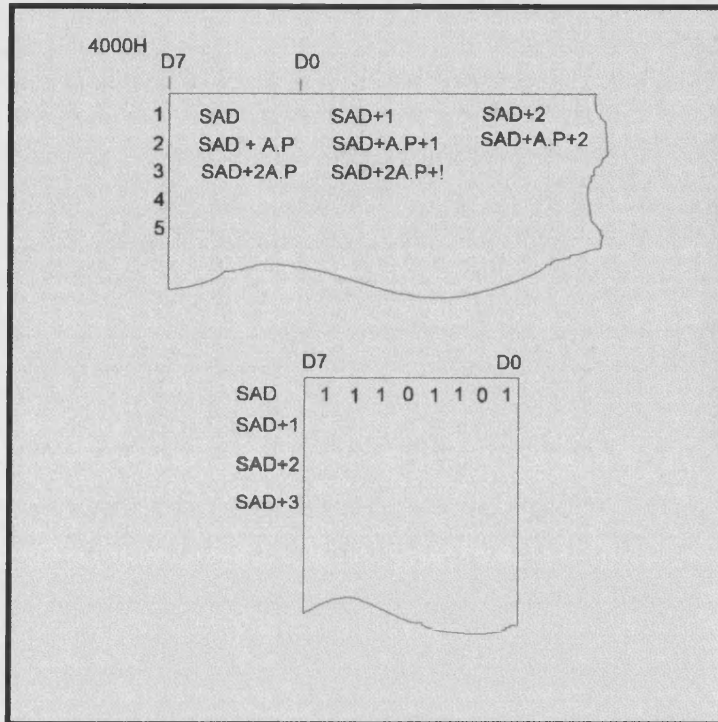 4000H
D7 D0
1 SAD SAD+1 SAD+2
2 SAD + A.P SAD+A.P+1 SAD+A.P+2
3 SAD+2A.P SAD+2A.P+!
4
5
D7 D0
SAD 1 1 1 0 1 1 0 1
SAD+1
SAD+2
SAD+3